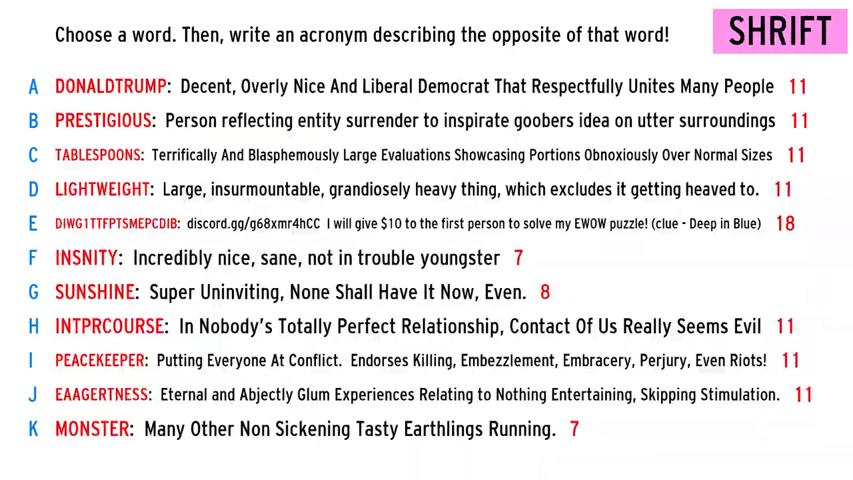 Choose a word. Then, write an acronym describing the opposite of that word!
SHRIFT
A DONALDTRUMP: Decent, Overly Nice And Liberal Democrat That Respectfully Unites Many People 11
B PRESTIGIOUS: Person reflecting entity surrender to inspirate goobers idea on utter surroundings 11
C TABLESPOONS: Terrifically And Blasphemously Large Evaluations Showcasing Portions Obnoxiously Over Normal Sizes 11
D LIGHTWEIGHT: Large, insurmountable, grandiosely heavy thing, which excludes it getting heaved to. 11
E DIWG1TTFPTSMEPCDIB: discord.gg/g68xmr4hCC I will give $10 to the first person to solve my EWOW puzzle! (clue - Deep in Blue) 18
F INSNITY: Incredibly nice, sane, not in trouble youngster 7
G SUNSHINE: Super Uninviting, None Shall Have It Now, Even. 8
H INTPRCOURSE: In Nobody's Totally Perfect Relationship, Contact Of Us Really Seems Evil 11
I PEACEKEEPER: Putting Everyone At Conflict. Endorses Killing, Embezzlement, Embracery, Perjury, Even Riots! 11
J EAAGERTNESS: Eternal and Abjectly Glum Experiences Relating to Nothing Entertaining, Skipping Stimulation. 11
K MONSTER: Many Other Non Sickening Tasty Earthlings Running. 7